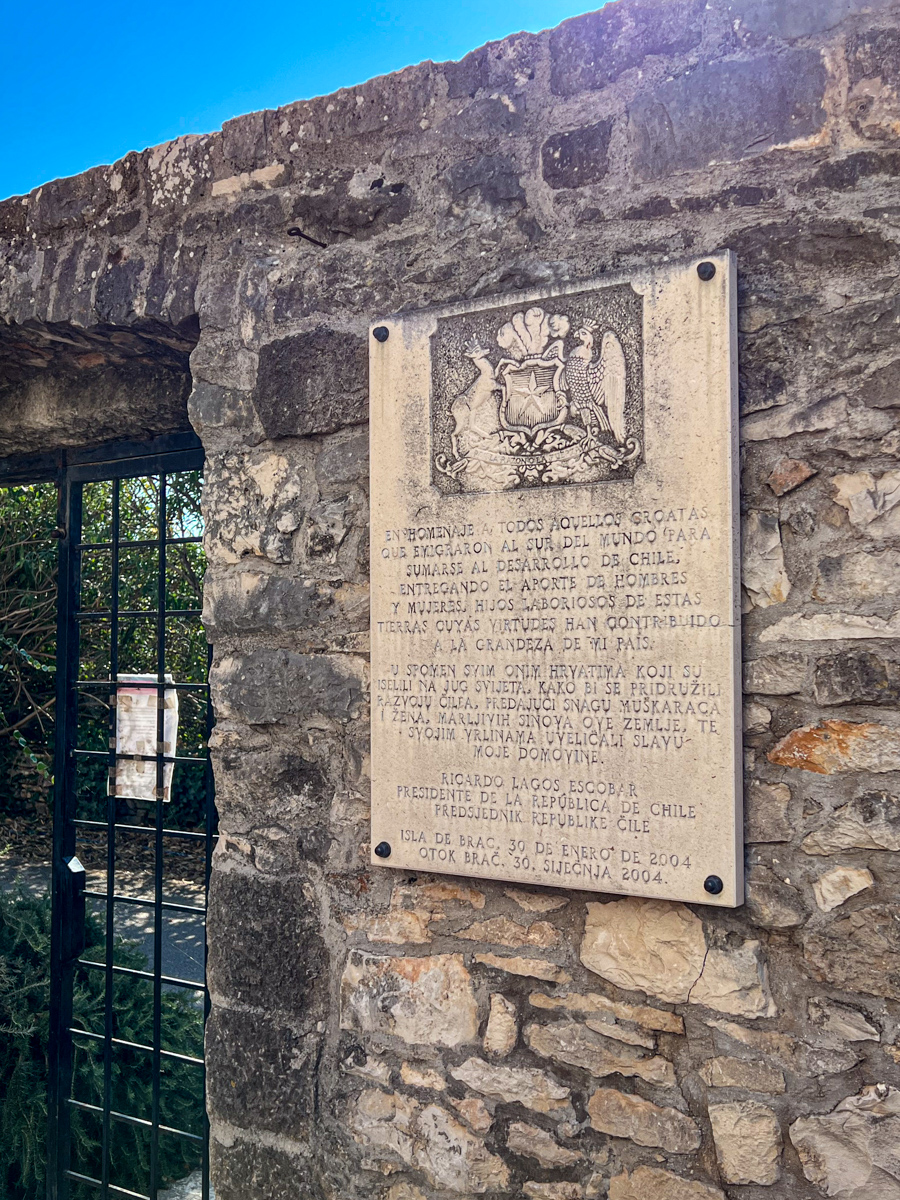 EN HOMENAJE A TODOS AQUELLOS CROATAS
QUE EMIGRARON AL SUR DEL MUNDO PARA
SUMARSE AL DESARROLLO DE CHILE,
ENTREGANDO EL APORTE DE HOMBRES
Y MUJERES, HIJOS LABORIOSOS DE ESTAS
TIERRAS CUYAS VIRTUDES HAN CONTRIBUIDO
A LA GRANDEZA DE MI PAÍS.
U SPOMEN SVIM ONIM HRVATIMA KOJI SU
ISELILI NA JUG SVIJETA, KAKO BI SE PRIDRUŽILI
RAZVOJU ČILEA, PREDAJUĆI SNAGU MUŠKARACA
I ŽENA, MARLJIVIH SINOVA OVE ZEMLJE, TE
SVOJIM VRLINAMA UVELIČALI SLAVU
MOJE DOMOVINE.
RICARDO LAGOS ESCOBAR
PRESIDENTE DE LA REPÚBLICA DE CHILE
PREDSJEDNIK REPUBLIKE ČILE
ISLA DE BRAC, 30 DE ENERO DE 2004
OTOK BRAČ, 30. SIJEČNJA 2004.